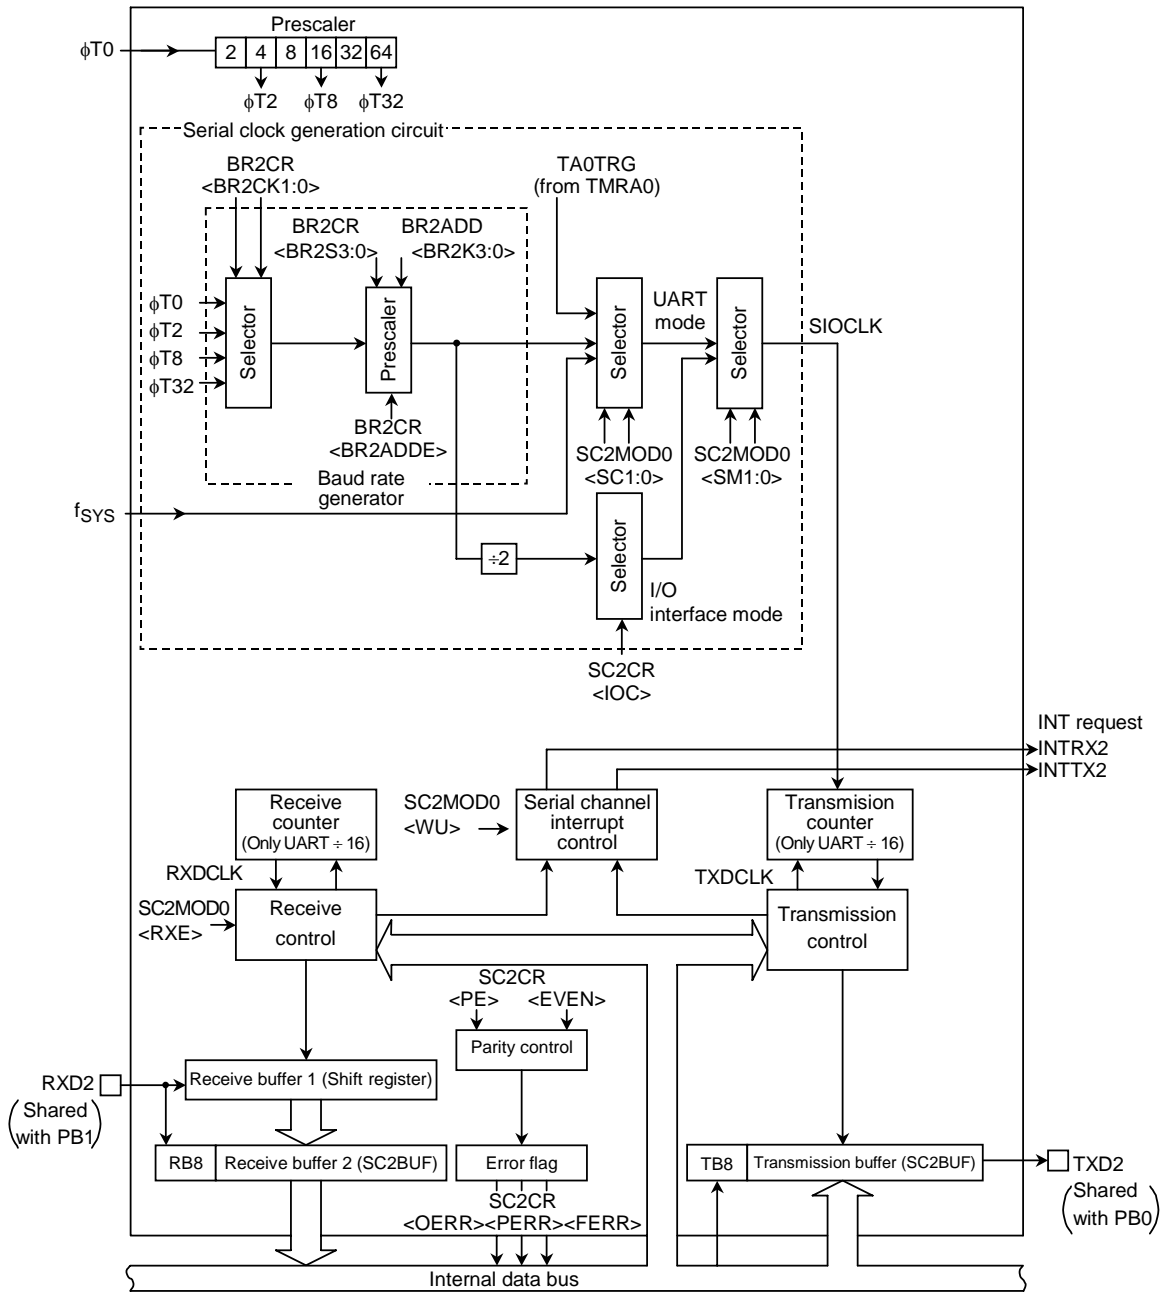 Prescaler
ϕT0
2 4 8 16 32 64
ϕT2 ϕT8 ϕT32
Serial clock generation circuit
BR2CR
<BR2CK1:0>
TA0TRG
(from TMRA0)
BR2CR
<BR2S3:0>
BR2ADD
<BR2K3:0>
ϕT0
ϕT2
ϕT8
ϕT32
Selector
Prescaler
Selector
UART
mode
Selector
SIOCLK
BR2CR
<BR2ADDE>
SC2MOD0
<SC1:0>
SC2MOD0
<SM1:0>
Baud rate
generator
fSYS
÷2
Selector
I/O
interface mode
SC2CR
<IOC>
INT request
INTRX2
INTTX2
Receive
counter
(Only UART ÷ 16)
SC2MOD0
<WU>
Serial channel
interrupt
control
Transmision
counter
(Only UART ÷ 16)
RXDCLK
TXDCLK
SC2MOD0
<RXE>
Receive
control
Transmission
control
SC2CR
<PE> <EVEN>
Parity control
RXD2
(Shared
with PB1)
Receive buffer 1 (Shift register)
RB8
Receive buffer 2 (SC2BUF)
Error flag
SC2CR
<OERR><PERR><FERR>
TB8
Transmission buffer (SC2BUF)
TXD2
(Shared
with PB0)
Internal data bus